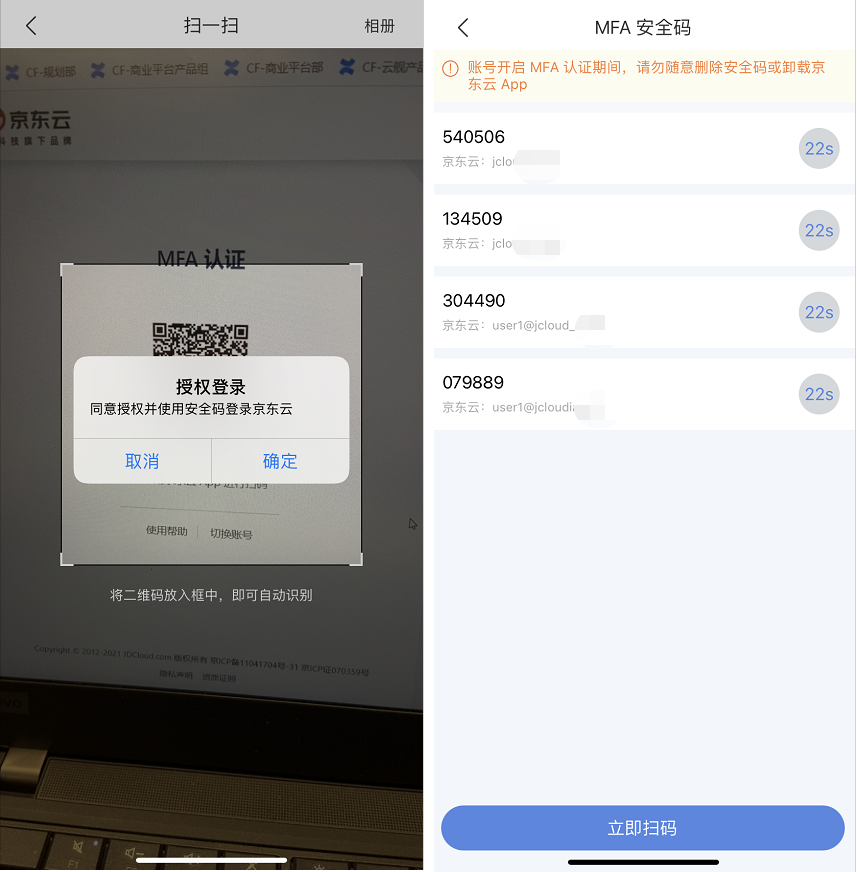 扫一扫
相册
CF-规划部
CF-商业平台产品组
CF-商业平台部
CF-云舰产品
京东云
科技旗下品牌
MFA 认证
授权登录
同意授权并使用安全码登录京东云
取消
确定
App 进行扫码
使用帮助
切换账号
将二维码放入框中，即可自动识别
Copyright © 2012-2021 JDCloud.com 版权所有 京ICP备11041704号-31 京ICP证070359号
隐私声明
资质证照
F1
MFA 安全码
账号开启 MFA 认证期间，请勿随意删除安全码或卸载京
东云 App
540506
京东云：jclo
22s
134509
京东云：jclo
22s
304490
京东云：user1@jcloud_
22s
079889
京东云：user1@jcloudi
22s
立即扫码